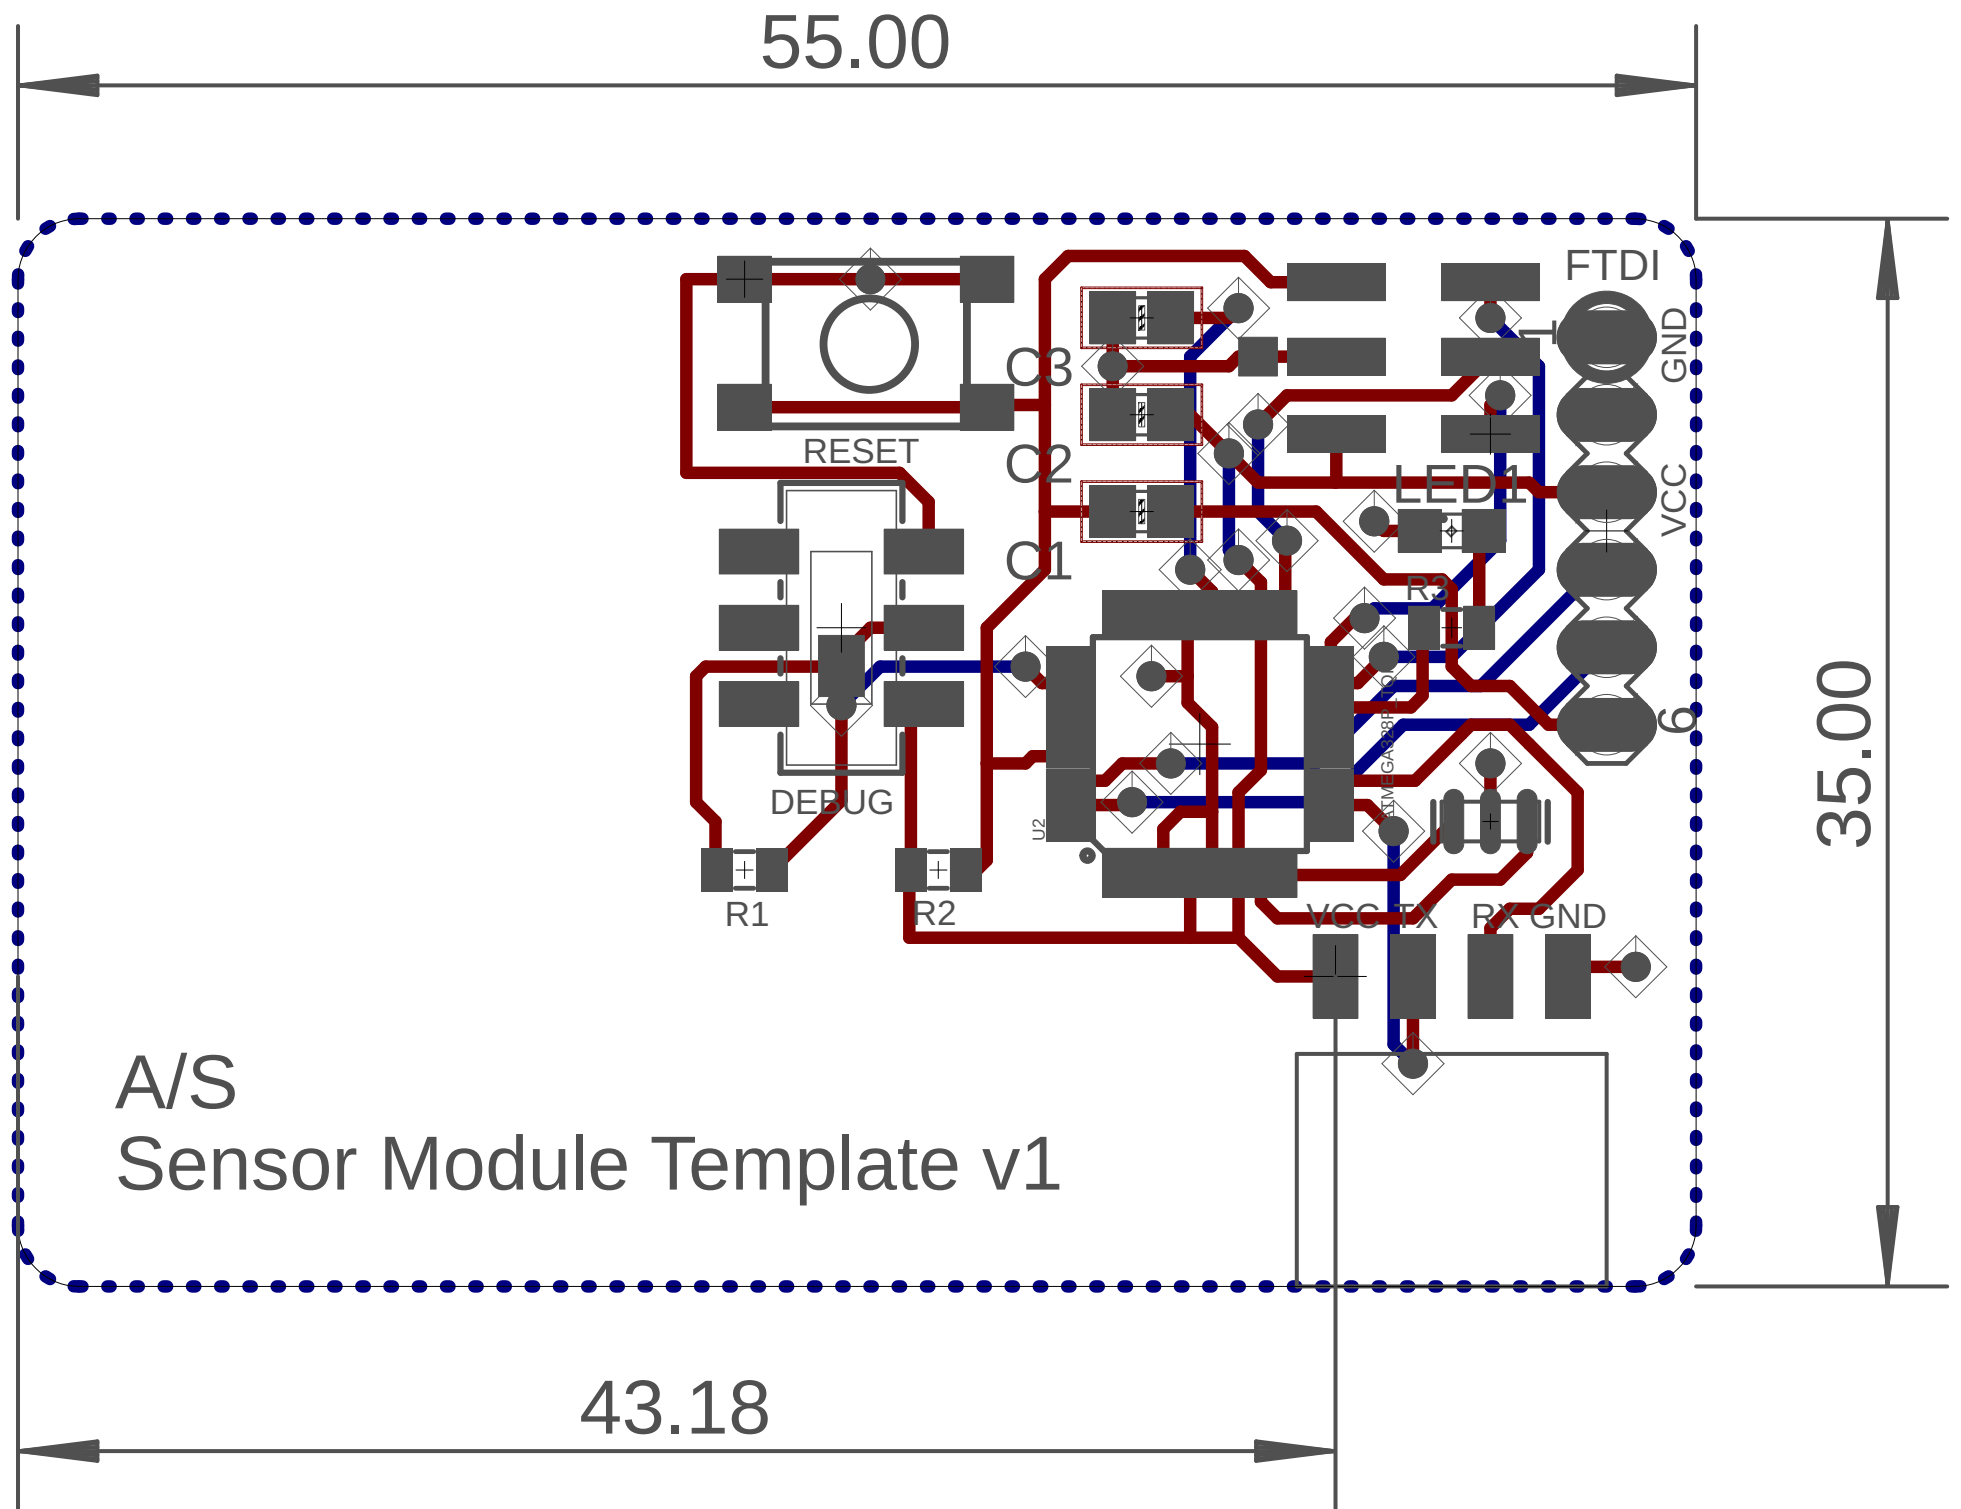 55.00
FTDI
1
GND
C3
RESET
C2
VCC
LED1
C1
R3
6
35.00
DEBUG
U2
R1
R2
VCC TX RX GND
A/S
Sensor Module Template v1
43.18